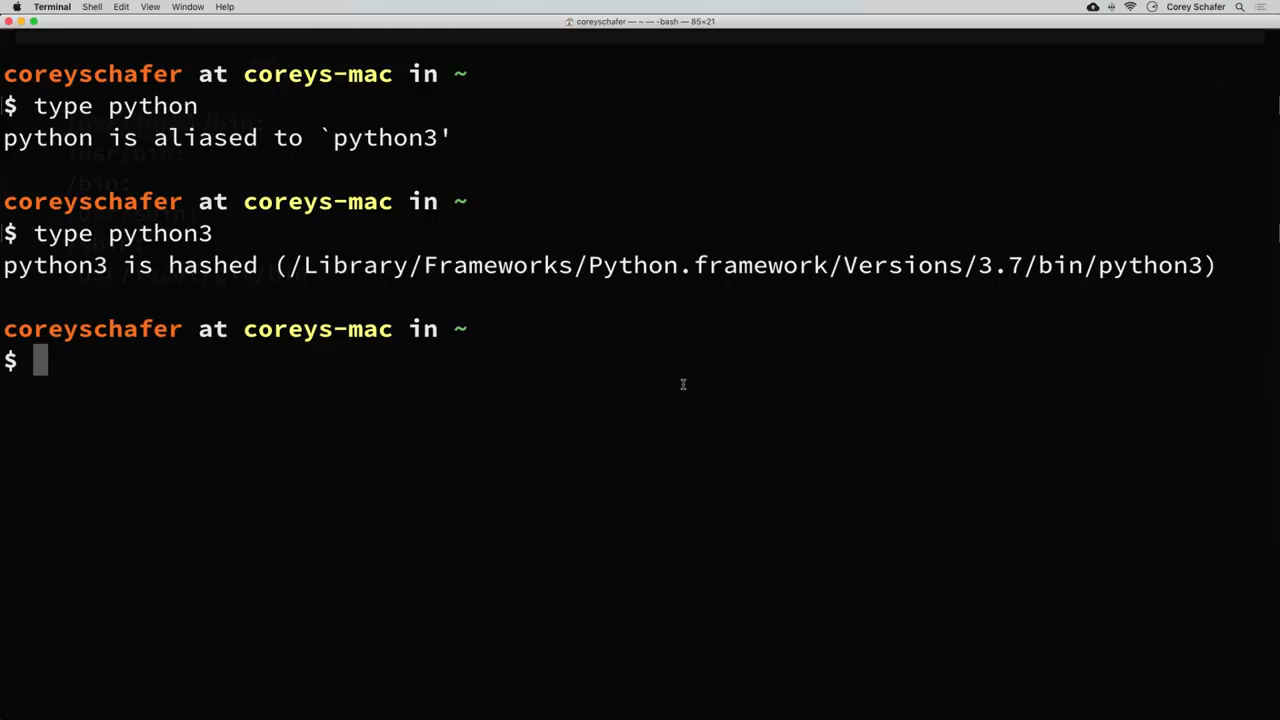 Terminal Shell Edit View Window Help Corey Schafer
coreyschafer — ~ — -bash — 85×21
coreyschafer at coreys-mac in ~
$ type python
python is aliased to `python3'
coreyschafer at coreys-mac in ~
$ type python3
python3 is hashed (/Library/Frameworks/Python.framework/Versions/3.7/bin/python3)
coreyschafer at coreys-mac in ~
$